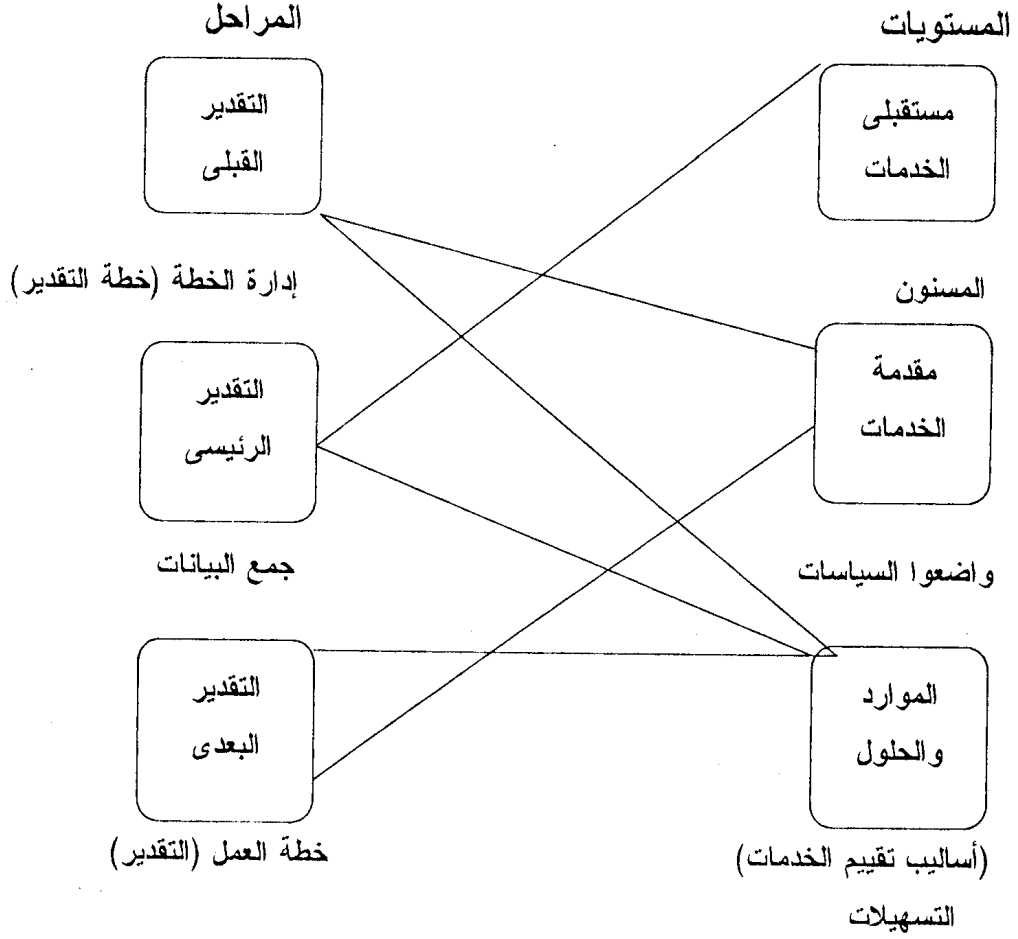 المستويات
المراحل
مستقبلى
الخدمات
التقدير
القبلى
المسنون
إدارة الخطة (خطة التقدير)
مقدمة
الخدمات
التقدير
الرئيسى
واضعوا السياسات
جمع البيانات
الموارد
والحلول
التقدير
البعدى
(أساليب تقييم الخدمات)
التسهيلات
خطة العمل (التقدير)